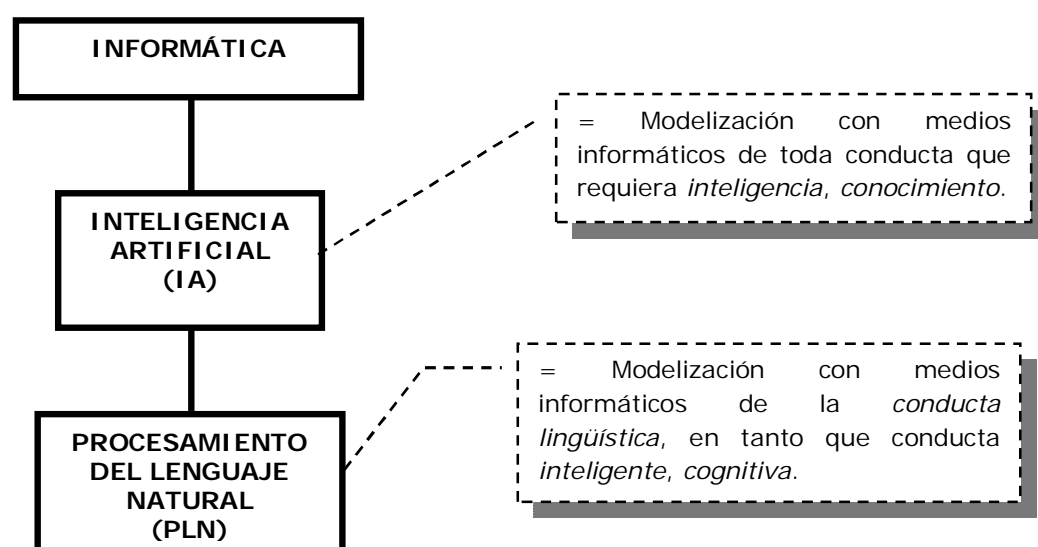 INFORMÁTICA
= Modelización con medios
informáticos de toda conducta que
requiera inteligencia, conocimiento.
INTELIGENCIA
ARTIFICIAL
(IA)
= Modelización con medios
informáticos de la conducta
lingüística, en tanto que conducta
inteligente, cognitiva.
PROCESAMIENTO
DEL LENGUAJE
NATURAL
(PLN)